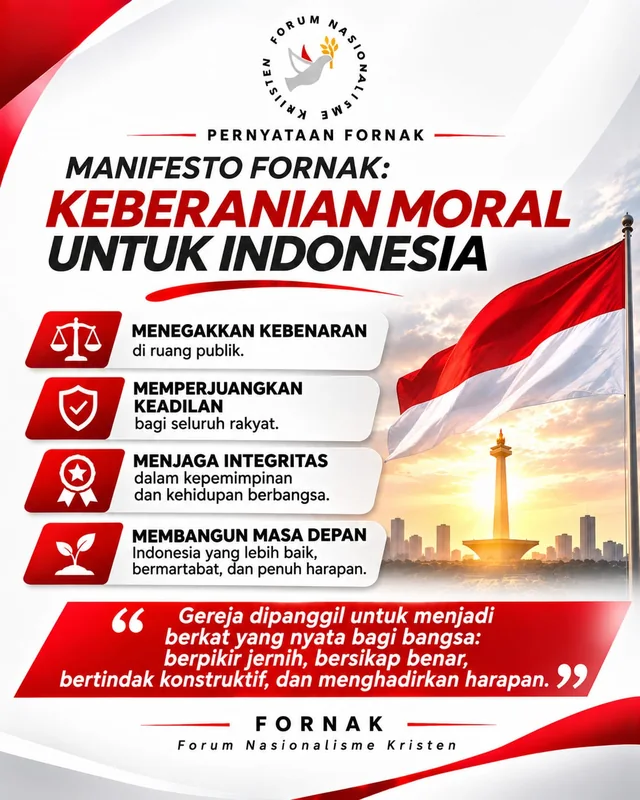 FORUM NASIONALISME KRISTEN
PERNYATAAN FORNAK
MANIFESTO FORNAK:
KEBERANIAN MORAL
UNTUK INDONESIA
MENEGAKKAN KEBENARAN
di ruang publik.
MEMPERJUANGKAN
KEADILAN
bagi seluruh rakyat.
MENJAGA INTEGRITAS
dalam kepemimpinan
dan kehidupan berbangsa.
MEMBANGUN MASA DEPAN
Indonesia yang lebih baik,
bermartabat, dan penuh harapan.
“ Gereja dipanggil untuk menjadi
berkat yang nyata bagi bangsa:
berpikir jernih, bersikap benar,
bertindak konstruktif, dan menghadirkan harapan. ”
FORNAK
Forum Nasionalisme Kristen